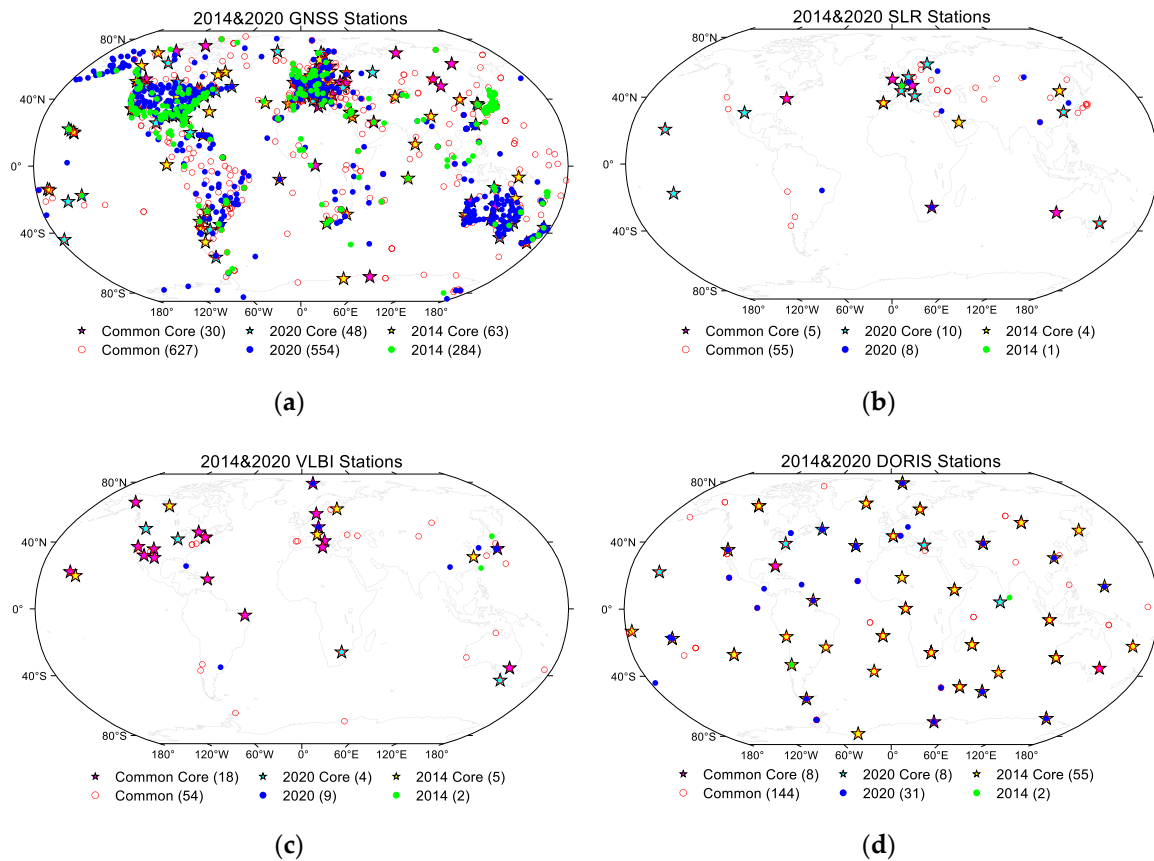 2014&2020 GNSS Stations
2014&2020 SLR Stations
80°N
40°N
0°
40°S
80°S
180° 120°W 60°W 0° 60°E 120°E 180°
80°N
40°N
0°
40°S
80°S
180° 120°W 60°W 0° 60°E 120°E 180°
Common Core (30) 2020 Core (48) 2014 Core (63)
Common (627) 2020 (554) 2014 (284)
Common Core (5) 2020 Core (10) 2014 Core (4)
Common (55) 2020 (8) 2014 (1)
(a)
(b)
2014&2020 VLBI Stations
2014&2020 DORIS Stations
80°N
40°N
0°
40°S
80°S
180° 120°W 60°W 0° 60°E 120°E 180°
80°N
40°N
0°
40°S
80°S
180° 120°W 60°W 0° 60°E 120°E 180°
Common Core (18) 2020 Core (4) 2014 Core (5)
Common (54) 2020 (9) 2014 (2)
Common Core (8) 2020 Core (8) 2014 Core (55)
Common (144) 2020 (31) 2014 (2)
(c)
(d)